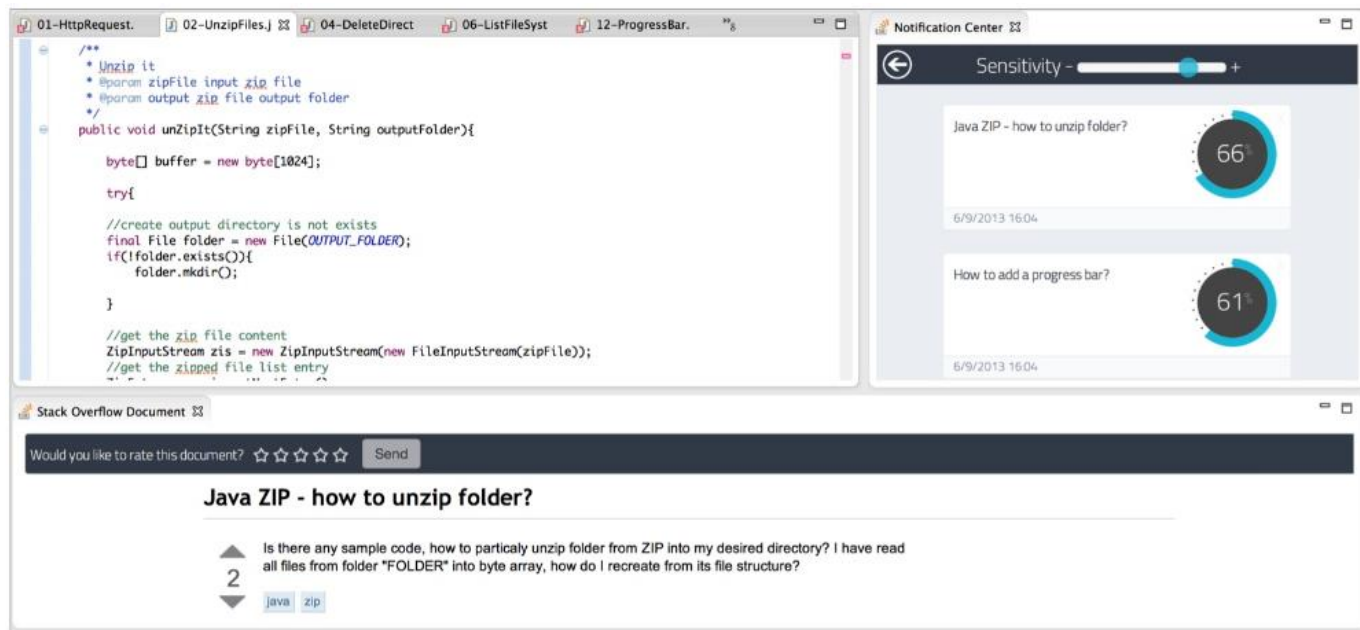 01-HttpRequest.
02-UnzipFiles.j
04-DeleteDirect
06-ListFileSyst
12-ProgressBar.
"8
/**
* Unzip it
* @param zipFile input zip file
* @param output zip file output folder
*/
public void unZipIt(String zipFile, String outputFolder){
byte[] buffer = new byte[1024];
try{
//create output directory is not exists
final File folder = new File(OUTPUT_FOLDER);
if(!folder.exists()){
folder.mkdir();
}
//get the zip file content
ZipInputStream zis = new ZipInputStream(new FileInputStream(zipFile));
//get the zipped file list entry
Notification Center
Sensitivity - +
Java ZIP - how to unzip folder?
66%
6/9/2013 16:04
How to add a progress bar?
61%
6/9/2013 16:04
Stack Overflow Document
Would you like to rate this document? Send
Java ZIP - how to unzip folder?
Is there any sample code, how to particaly unzip folder from ZIP into my desired directory? I have read
all files from folder "FOLDER" into byte array, how do I recreate from its file structure?
2
java zip